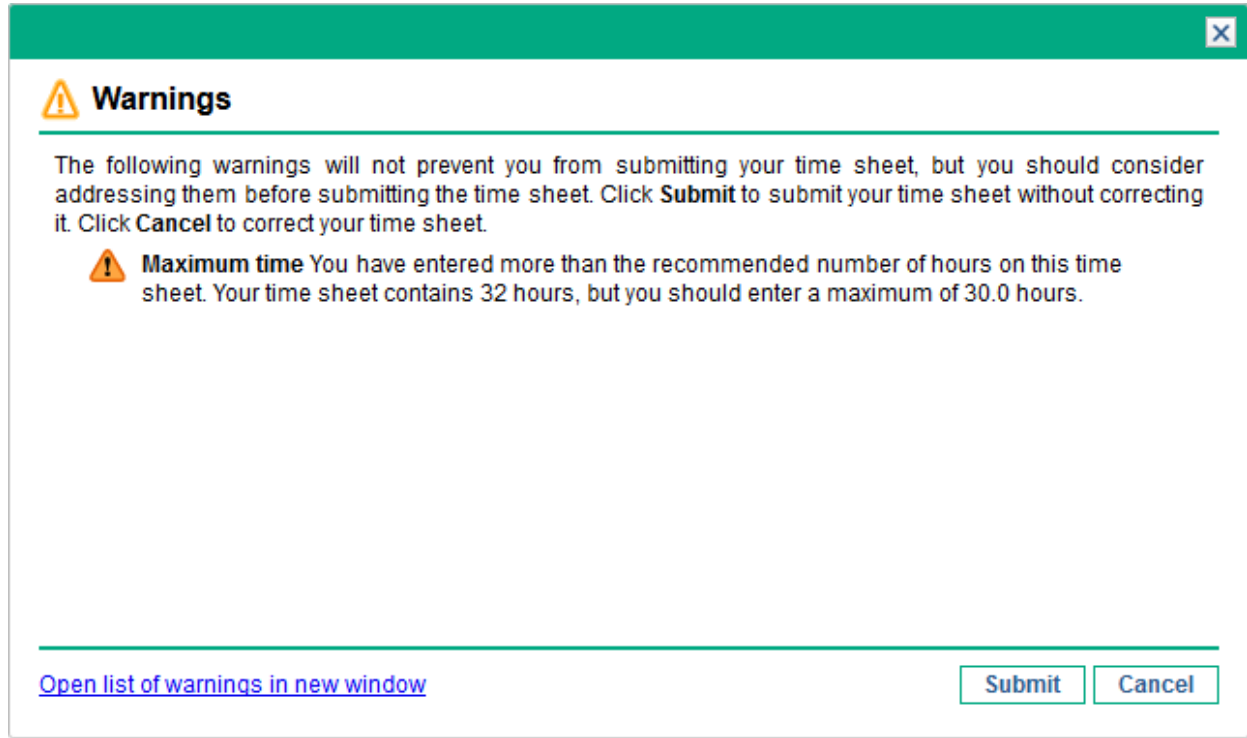 Warnings
The following warnings will not prevent you from submitting your time sheet, but you should consider
addressing them before submitting the time sheet. Click Submit to submit your time sheet without correcting
it. Click Cancel to correct your time sheet.
Maximum time You have entered more than the recommended number of hours on this time
sheet. Your time sheet contains 32 hours, but you should enter a maximum of 30.0 hours.
Open list of warnings in new window Submit Cancel